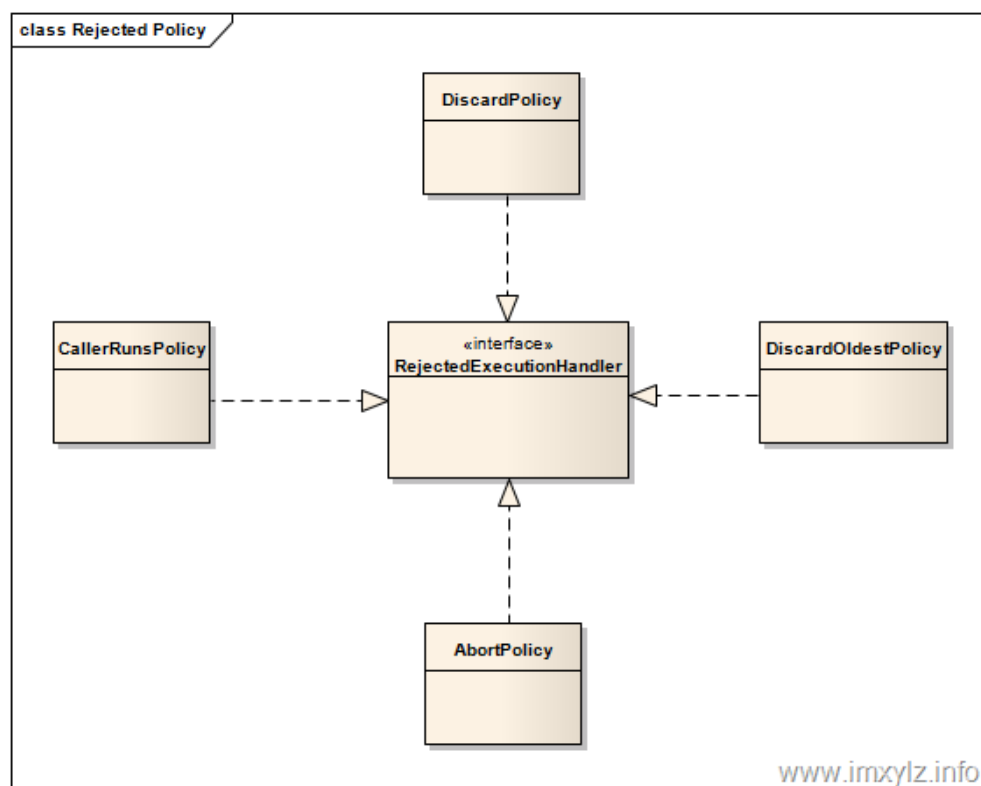 class Rejected Policy
DiscardPolicy
CallerRunsPolicy
«interface»
RejectedExecutionHandler
DiscardOldestPolicy
AbortPolicy
www.imxylz.info